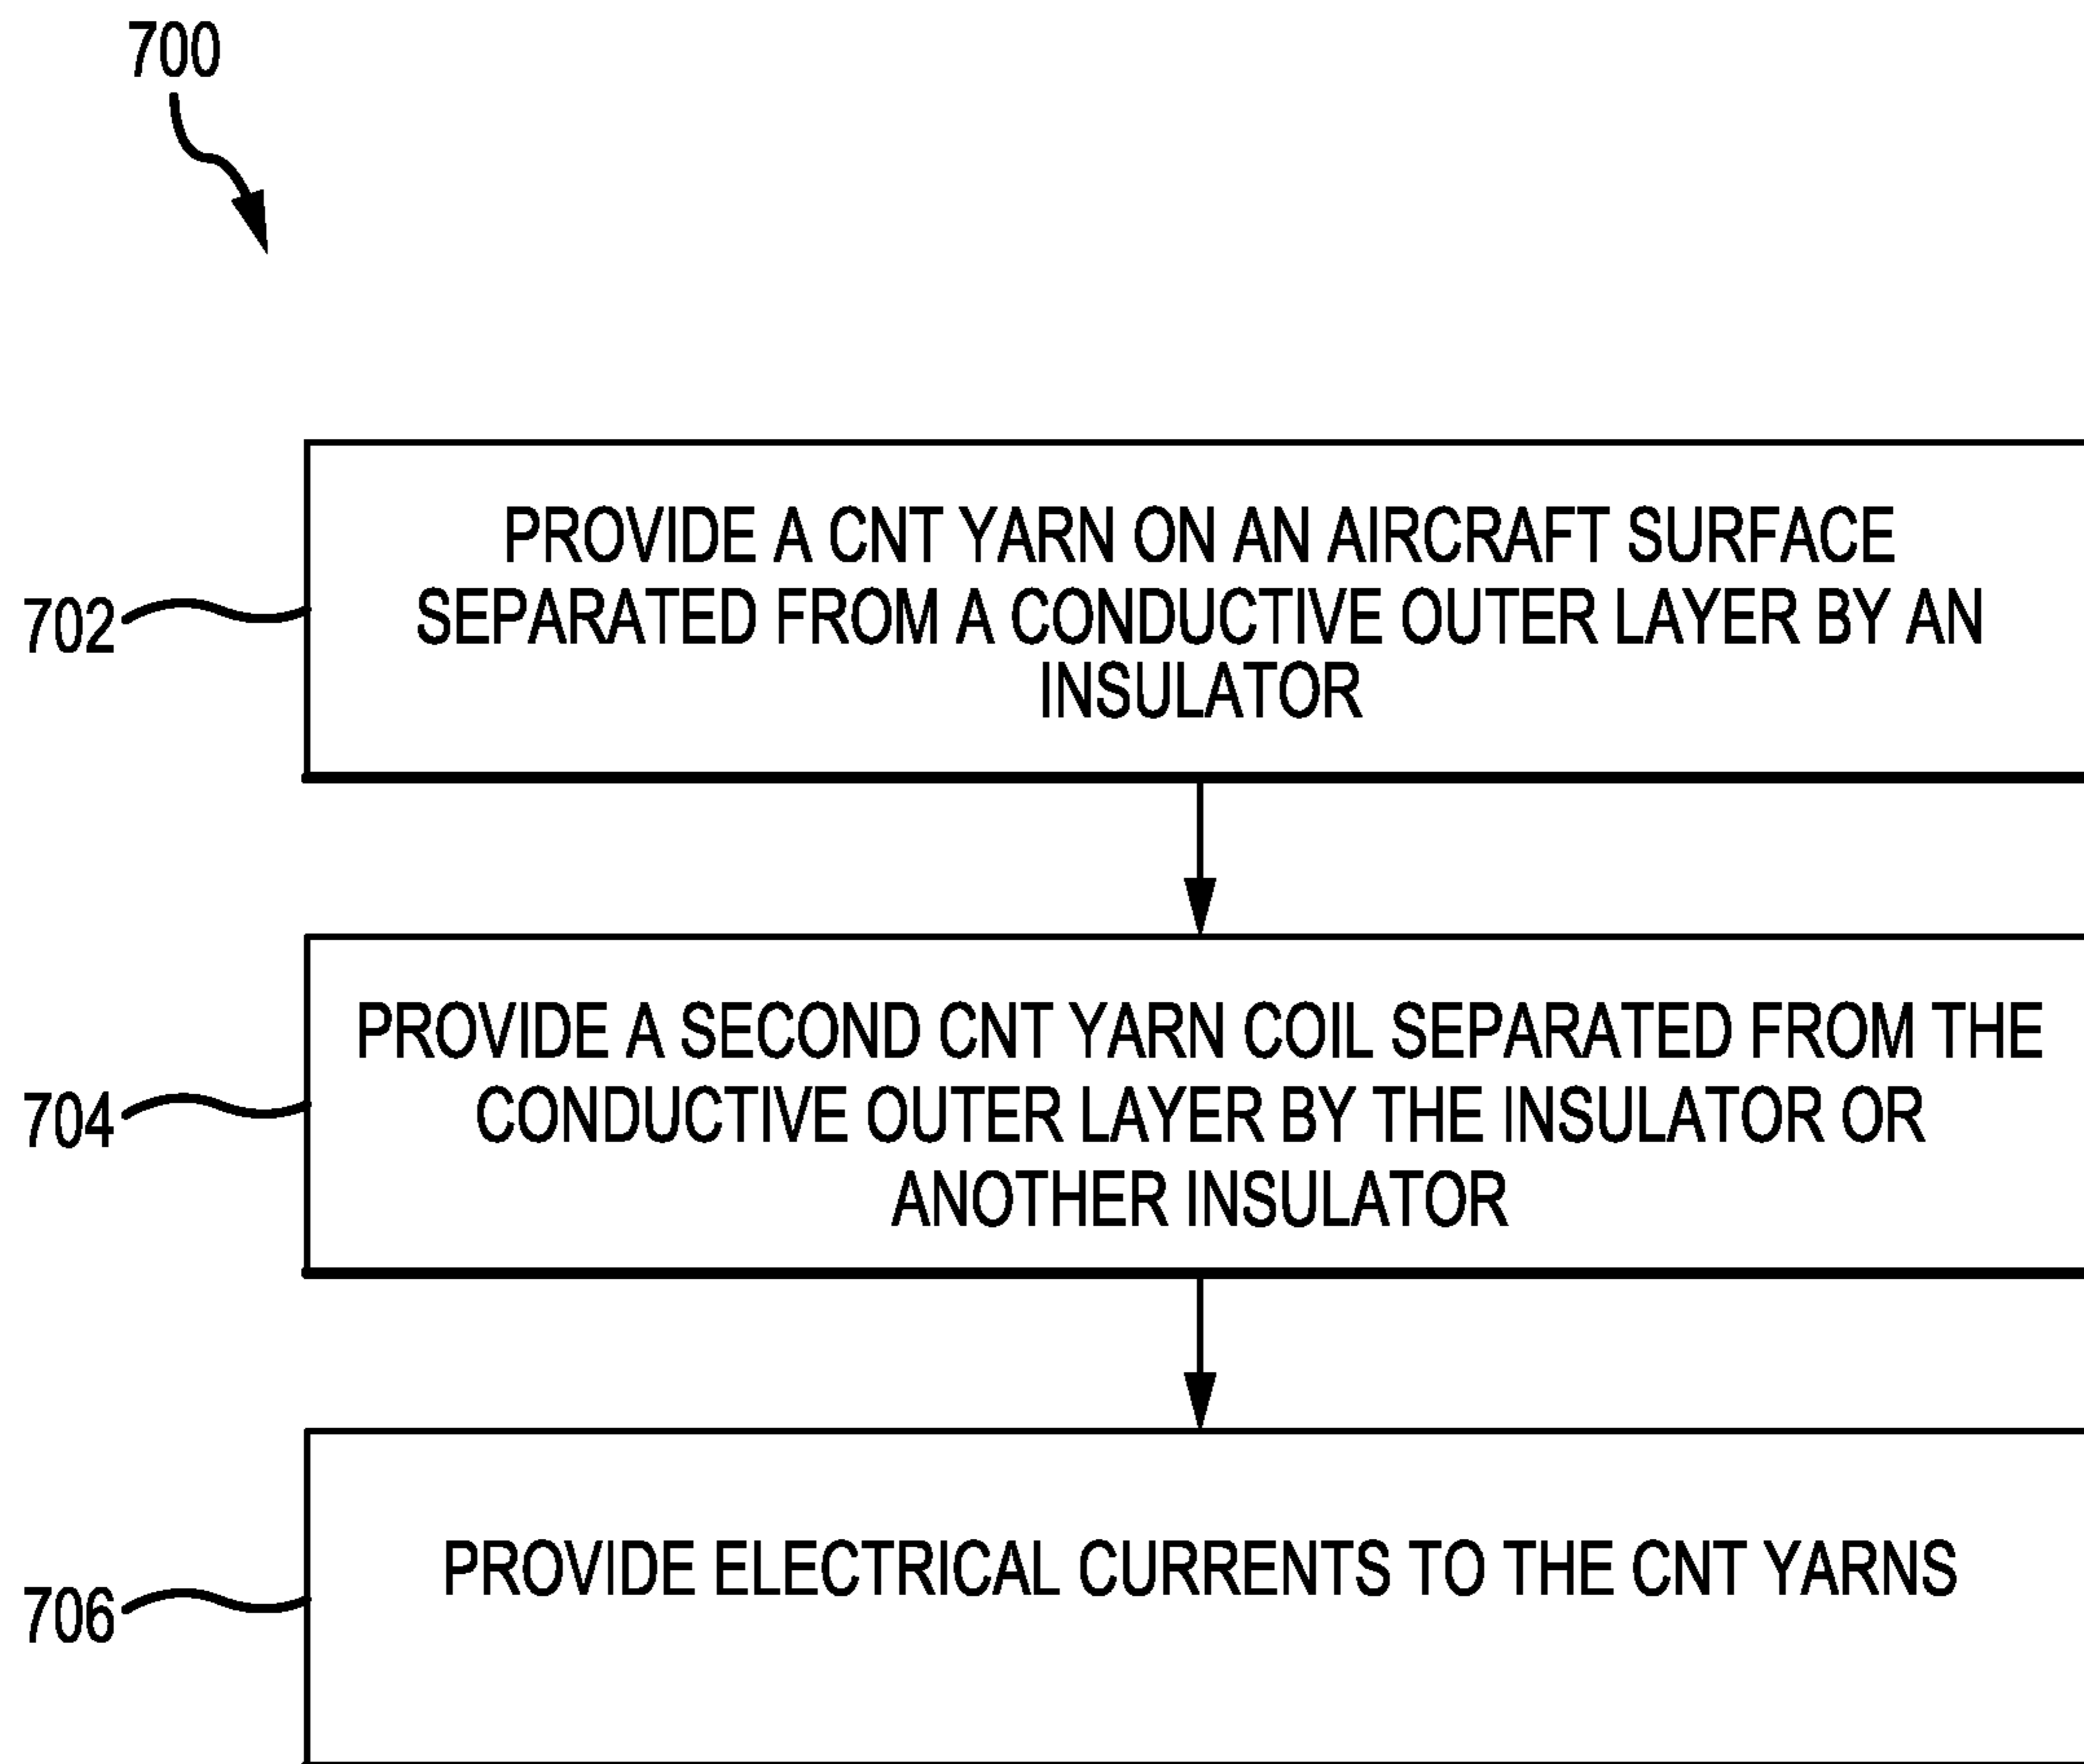 700
PROVIDE A CNT YARN ON AN AIRCRAFT SURFACE
SEPARATED FROM A CONDUCTIVE OUTER LAYER BY AN
INSULATOR
702
PROVIDE A SECOND CNT YARN COIL SEPARATED FROM THE
CONDUCTIVE OUTER LAYER BY THE INSULATOR OR
ANOTHER INSULATOR
704
PROVIDE ELECTRICAL CURRENTS TO THE CNT YARNS
706